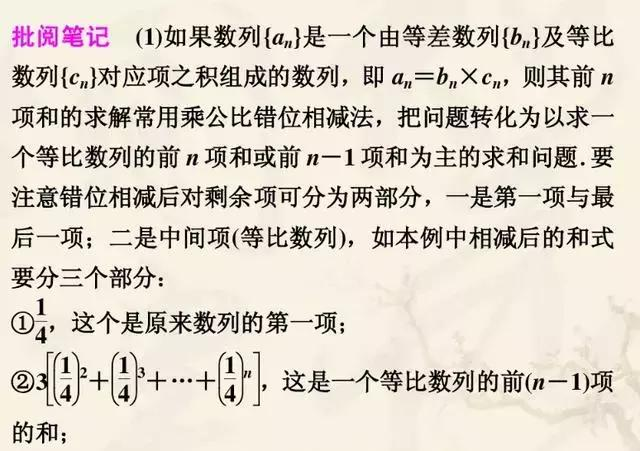 批阅笔记 (1)如果数列{aₙ}是一个由等差数列{bₙ}及等比
数列{cₙ}对应项之积组成的数列，即 aₙ＝bₙ×cₙ，则其前 n
项和的求解常用乘公比错位相减法，把问题转化为以求一
个等比数列的前 n 项和或前 n－1 项和为主的求和问题.要
注意错位相减后对剩余项可分为两部分，一是第一项与最
后一项；二是中间项(等比数列)，如本例中相减后的和式
要分三个部分：
①1/4，这个是原来数列的第一项；
②3[(1/4)²＋(1/4)³＋···＋(1/4)ⁿ]，这是一个等比数列的前(n－1)项
的和；